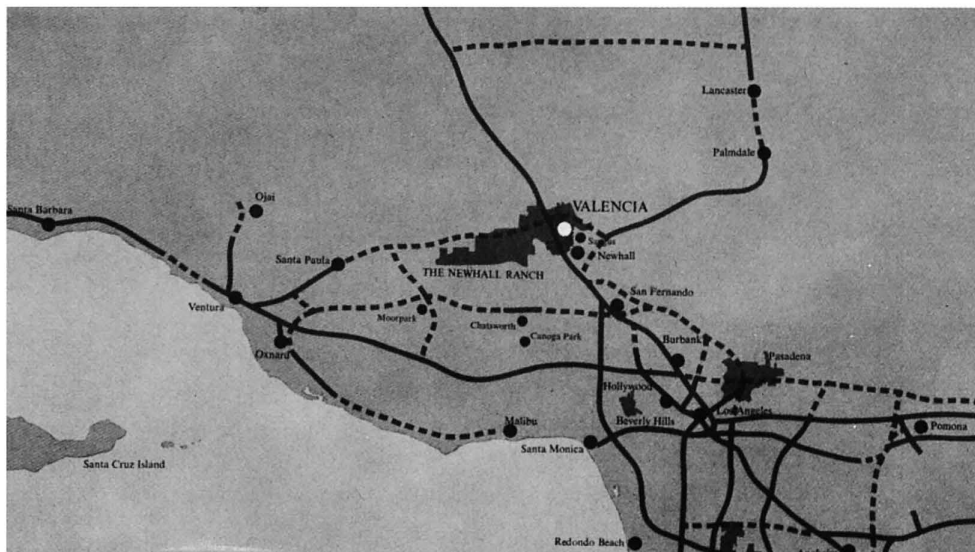 Lancaster
Palmdale
Ojai
Santa Barbara
VALENCIA
Saugus
Newhall
Santa Paula
THE NEWHALL RANCH
Ventura
San Fernando
Moorpark
Chatsworth
Canoga Park
Oxnard
Burbank
Pasadena
Hollywood
Malibu
Beverly Hills
Los Angeles
Pomona
Santa Monica
Santa Cruz Island
Redondo Beach